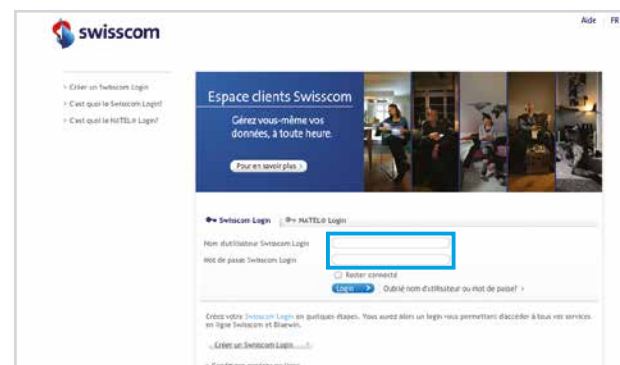 Aide FR
swisscom
› Créer un Swisscom Login
› C'est quoi le Swisscom Login?
› C'est quoi le NATEL® Login?
Espace clients Swisscom
Gérez vous-même vos
données, à toute heure.
Pour en savoir plus ›
Swisscom Login NATEL® Login
Nom d'utilisateur Swisscom Login
Mot de passe Swisscom Login
Rester connecté
Login › Oublié nom d'utilisateur ou mot de passe? ›
Créez votre Swisscom Login en quelques étapes. Vous aurez alors un login vous permettant d'accéder à tous vos services
en ligne Swisscom et Bluewin.
Créer un Swisscom Login